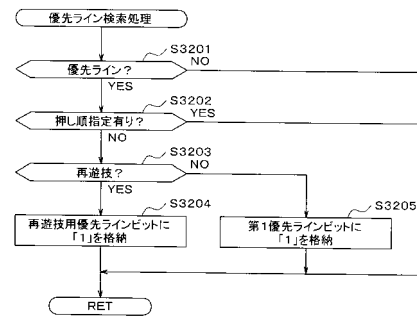 優先ライン検索処理
S3201
優先ライン?
NO
YES
S3202
押し順指定有り?
YES
NO
S3203
再遊技?
NO
YES
S3204
再遊技用優先ラインビットに
「1」を格納
S3205
第1優先ラインビットに
「1」を格納
RET